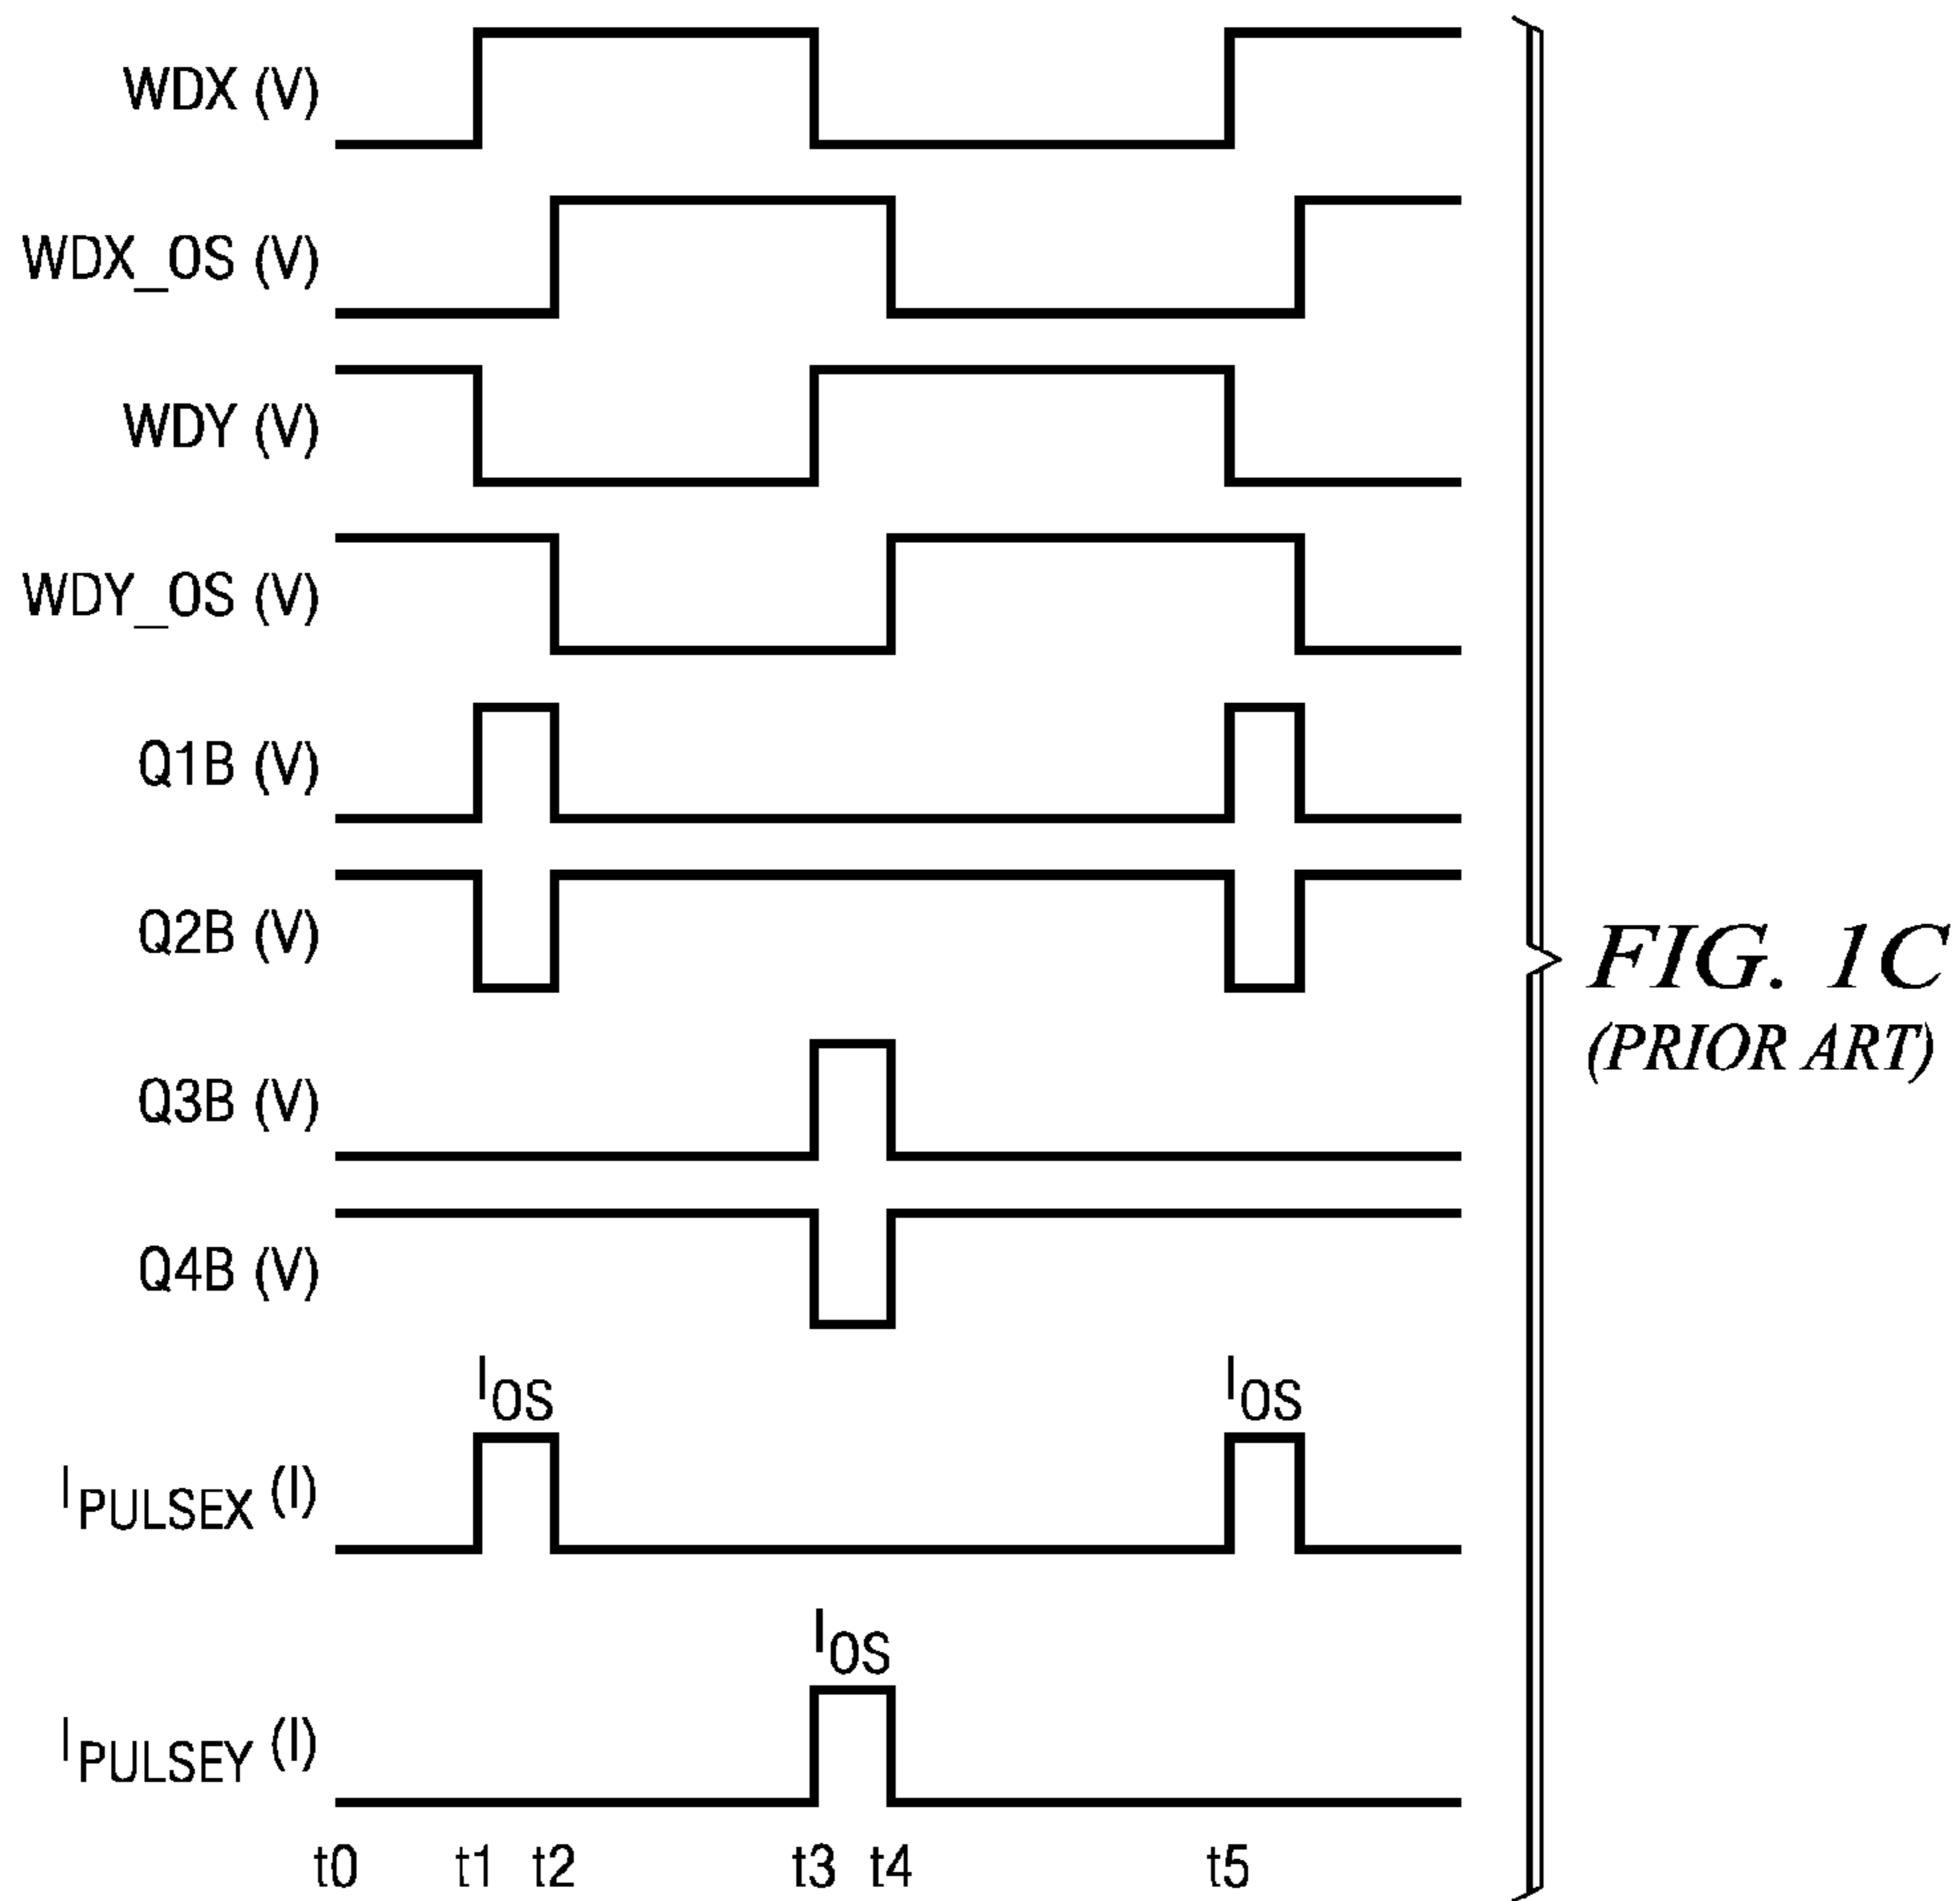 WDX (V)
WDX_OS (V)
WDY (V)
WDY_OS (V)
Q1B (V)
Q2B (V)
FIG. 1C
(PRIOR ART)
Q3B (V)
Q4B (V)
IOS IOS
IPULSEX (I)
IOS
IPULSEY (I)
t0 t1 t2 t3 t4 t5